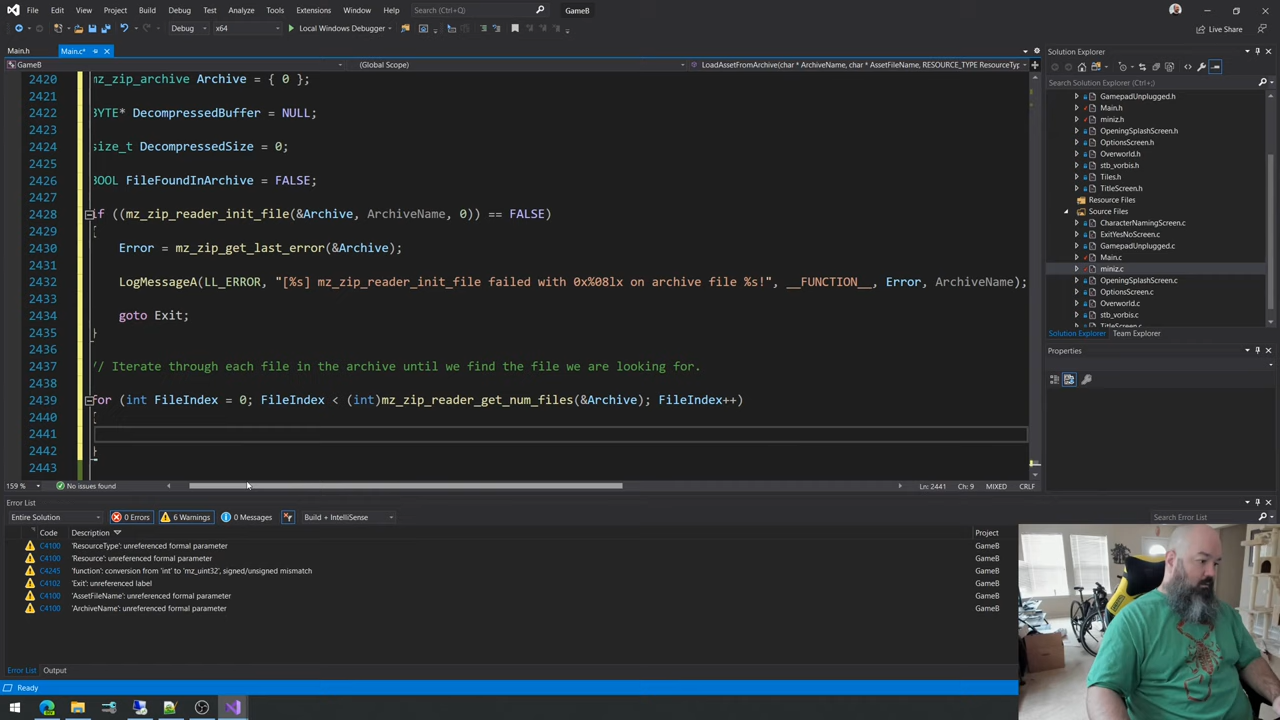 File Edit View Git Project Build Debug Test Analyze Tools Extensions Window Help Search (Ctrl+Q) GameB
Debug x64 Local Windows Debugger Live Share
Main.h Main.c*
GameB (Global Scope) LoadAssetFromArchive(char * ArchiveName, char * AssetFileName, RESOURCE_TYPE ResourceTyp
2420 mz_zip_archive Archive = { 0 };
2421
2422 BYTE* DecompressedBuffer = NULL;
2423
2424 size_t DecompressedSize = 0;
2425
2426 BOOL FileFoundInArchive = FALSE;
2427
2428 if ((mz_zip_reader_init_file(&Archive, ArchiveName, 0)) == FALSE)
2429 {
2430 Error = mz_zip_get_last_error(&Archive);
2431
2432 LogMessageA(LL_ERROR, "[%s] mz_zip_reader_init_file failed with 0x%08lx on archive file %s!", __FUNCTION__, Error, ArchiveName);
2433
2434 goto Exit;
2435 }
2436
2437 // Iterate through each file in the archive until we find the file we are looking for.
2438
2439 for (int FileIndex = 0; FileIndex < (int)mz_zip_reader_get_num_files(&Archive); FileIndex++)
2440 {
2441
2442 }
2443
159 % No issues found Ln: 2441 Ch: 9 MIXED CRLF
Error List
Entire Solution 0 Errors 6 Warnings 0 Messages Build + IntelliSense Search Error List
Code Description Project
C4100 'ResourceType': unreferenced formal parameter GameB
C4100 'Resource': unreferenced formal parameter GameB
C4245 'function': conversion from 'int' to 'mz_uint32', signed/unsigned mismatch GameB
C4102 'Exit': unreferenced label GameB
C4100 'AssetFileName': unreferenced formal parameter GameB
C4100 'ArchiveName': unreferenced formal parameter GameB
Error List Output
Ready
Solution Explorer
Search Solution Explorer (Ctrl+;)
GamepadUnplugged.h
Main.h
miniz.h
OpeningSplashScreen.h
OptionsScreen.h
Overworld.h
stb_vorbis.h
Tiles.h
TitleScreen.h
Resource Files
Source Files
CharacterNamingScreen.c
ExitYesNoScreen.c
GamepadUnplugged.c
Main.c
miniz.c
OpeningSplashScreen.c
OptionsScreen.c
Overworld.c
stb_vorbis.c
TitleScreen.c
Solution Explorer Team Explorer
Properties